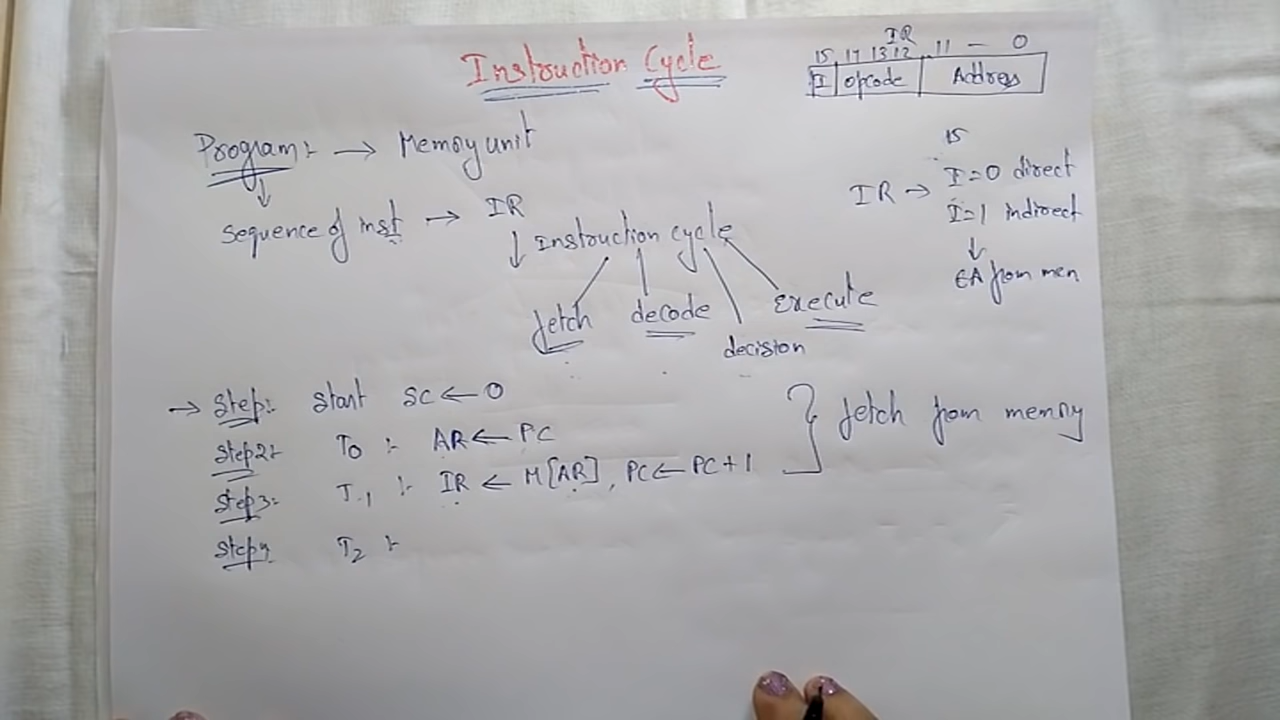 Instruction Cycle
IR
15 14 13 12 11 — 0
I opcode Address
Program:- → Memory unit
15
IR → I=0 direct
I=1 indirect
↓
EA from mem
↓
Sequence of inst → IR
↓ Instruction cycle
fetch decode decision Execute
→ Step:- Start SC ← 0
Step2:- T0 :- AR ← PC
Step3:- T1 :- IR ← M[AR], PC ← PC+1
} fetch from memory
Step4 T2 :-